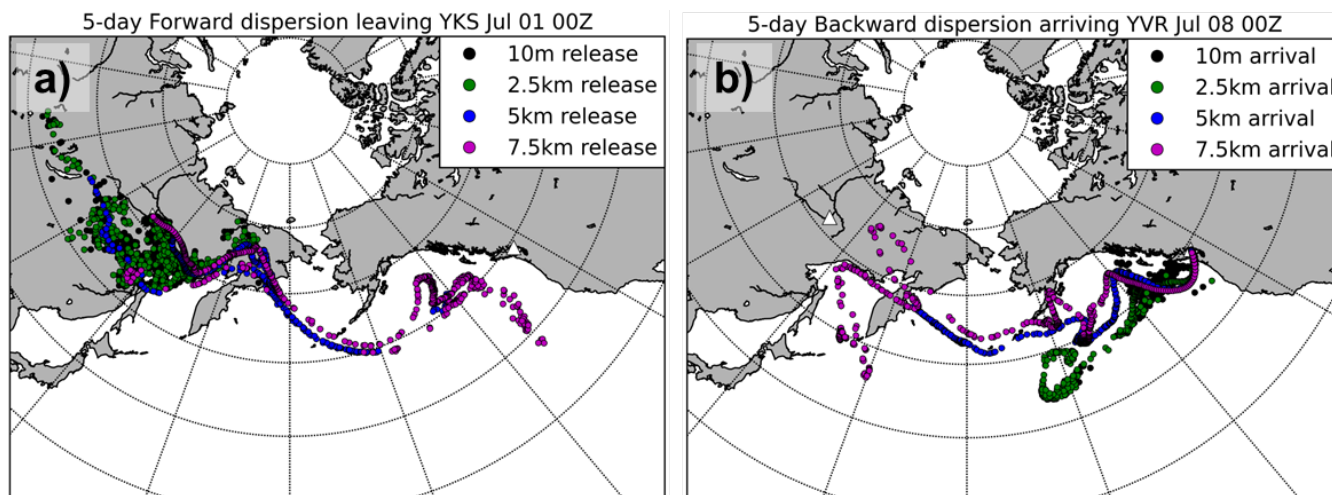 5-day Forward dispersion leaving YKS Jul 01 00Z
a)
10m release
2.5km release
5km release
7.5km release
5-day Backward dispersion arriving YVR Jul 08 00Z
b)
10m arrival
2.5km arrival
5km arrival
7.5km arrival